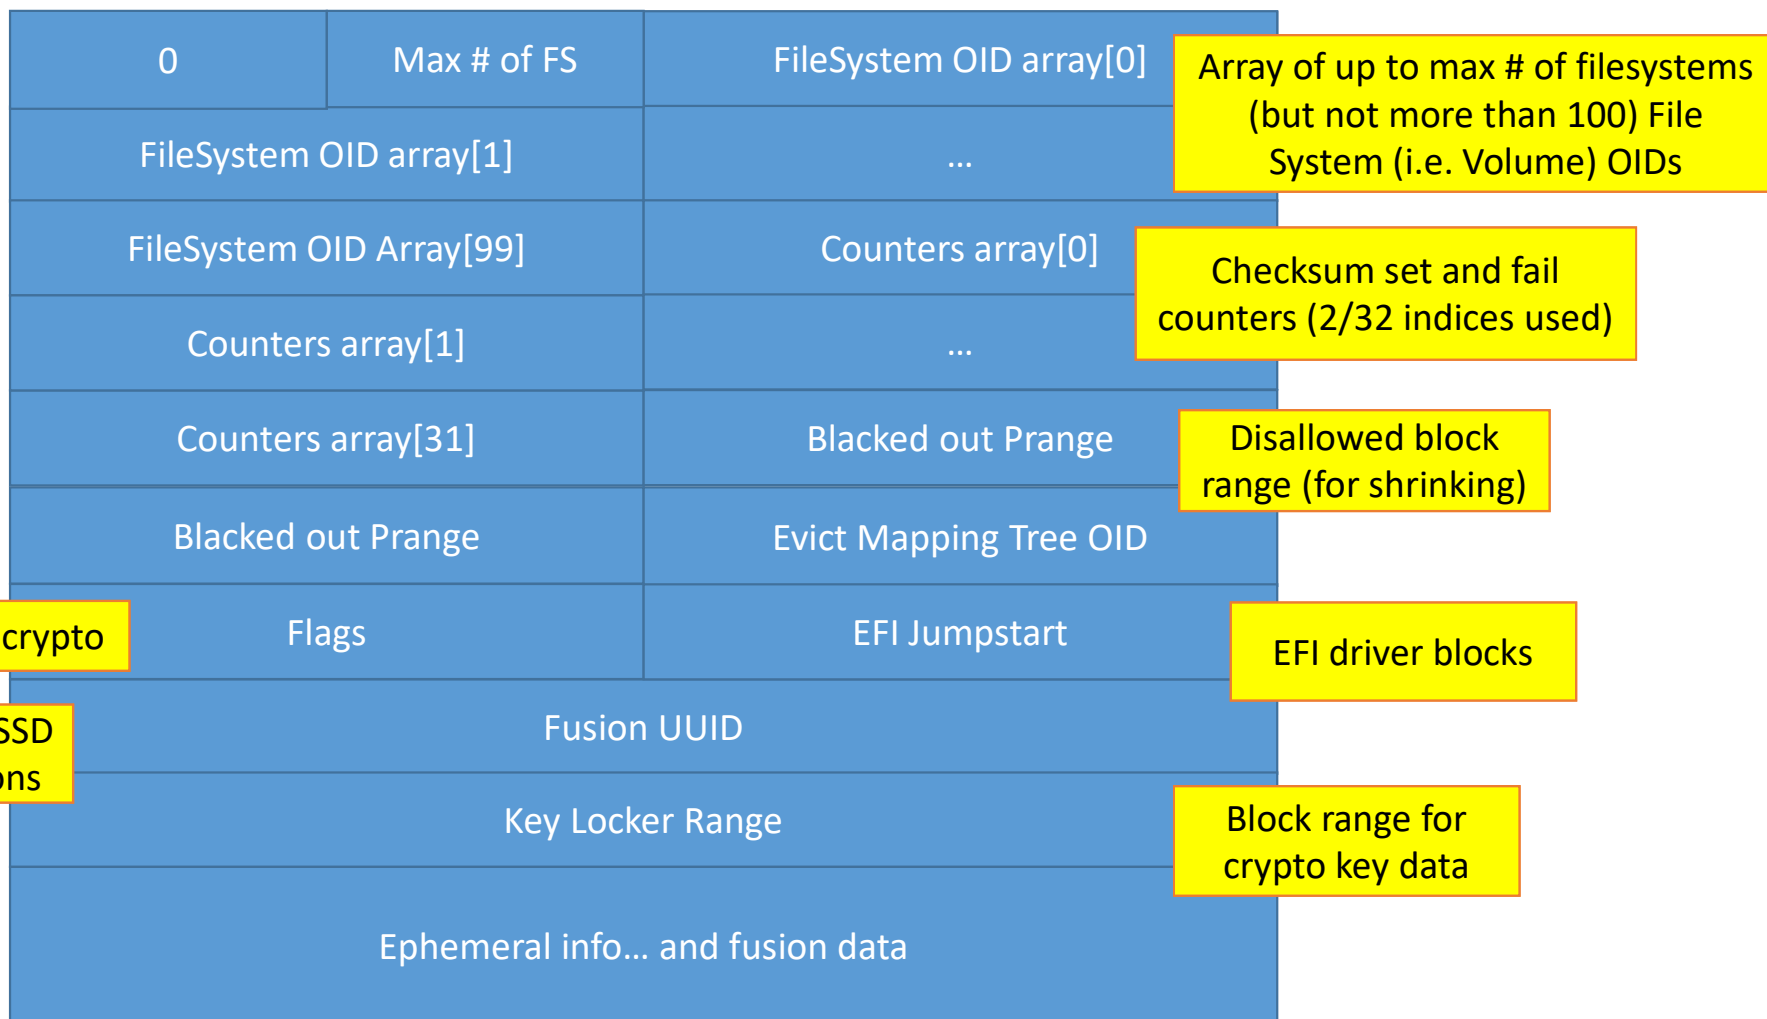 0
Max # of FS
FileSystem OID array[0]
Array of up to max # of filesystems
(but not more than 100) File
System (i.e. Volume) OIDs
FileSystem OID array[1]
...
FileSystem OID Array[99]
Counters array[0]
Checksum set and fail
counters (2/32 indices used)
Counters array[1]
...
Counters array[31]
Blacked out Prange
Disallowed block
range (for shrinking)
Blacked out Prange
Evict Mapping Tree OID
crypto
Flags
EFI Jumpstart
EFI driver blocks
SSD
ons
Fusion UUID
Key Locker Range
Block range for
crypto key data
Ephemeral info... and fusion data